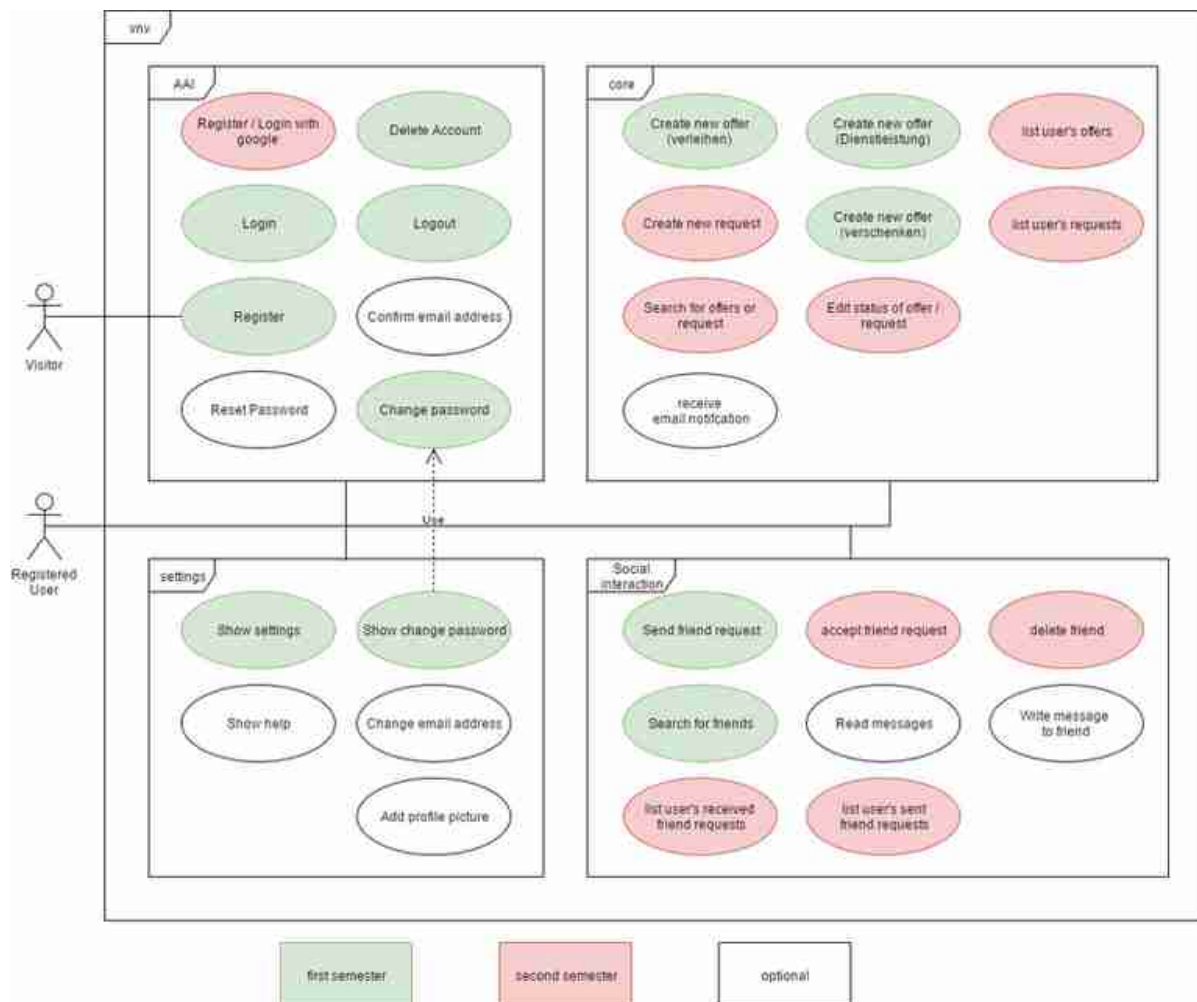 vnv
AAI
Register / Login with
google
Delete Account
Login
Logout
Register
Confirm email address
Reset Password
Change password
core
Create new offer
(verleihen)
Create new offer
(Dienstleistung)
list user's offers
Create new request
Create new offer
(verschenken)
list user's requests
Search for offers or
request
Edit status of offer /
request
receive
email notifcation
Visitor
Registered
User
Use
settings
Show settings
Show change password
Show help
Change email address
Add profile picture
Social
interaction
Send friend request
accept friend request
delete friend
Search for friends
Read messages
Write message
to friend
list user's received
friend requests
list user's sent
friend requests
first semester
second semester
optional